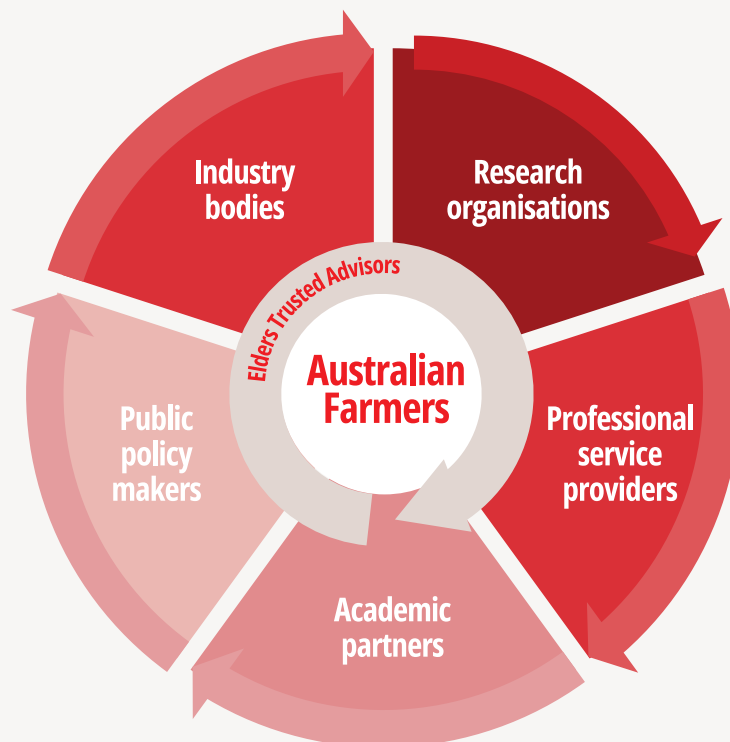 Industry
bodies
Research
organisations
Elders Trusted Advisors
Australian
Farmers
Public
policy
makers
Professional
service
providers
Academic
partners